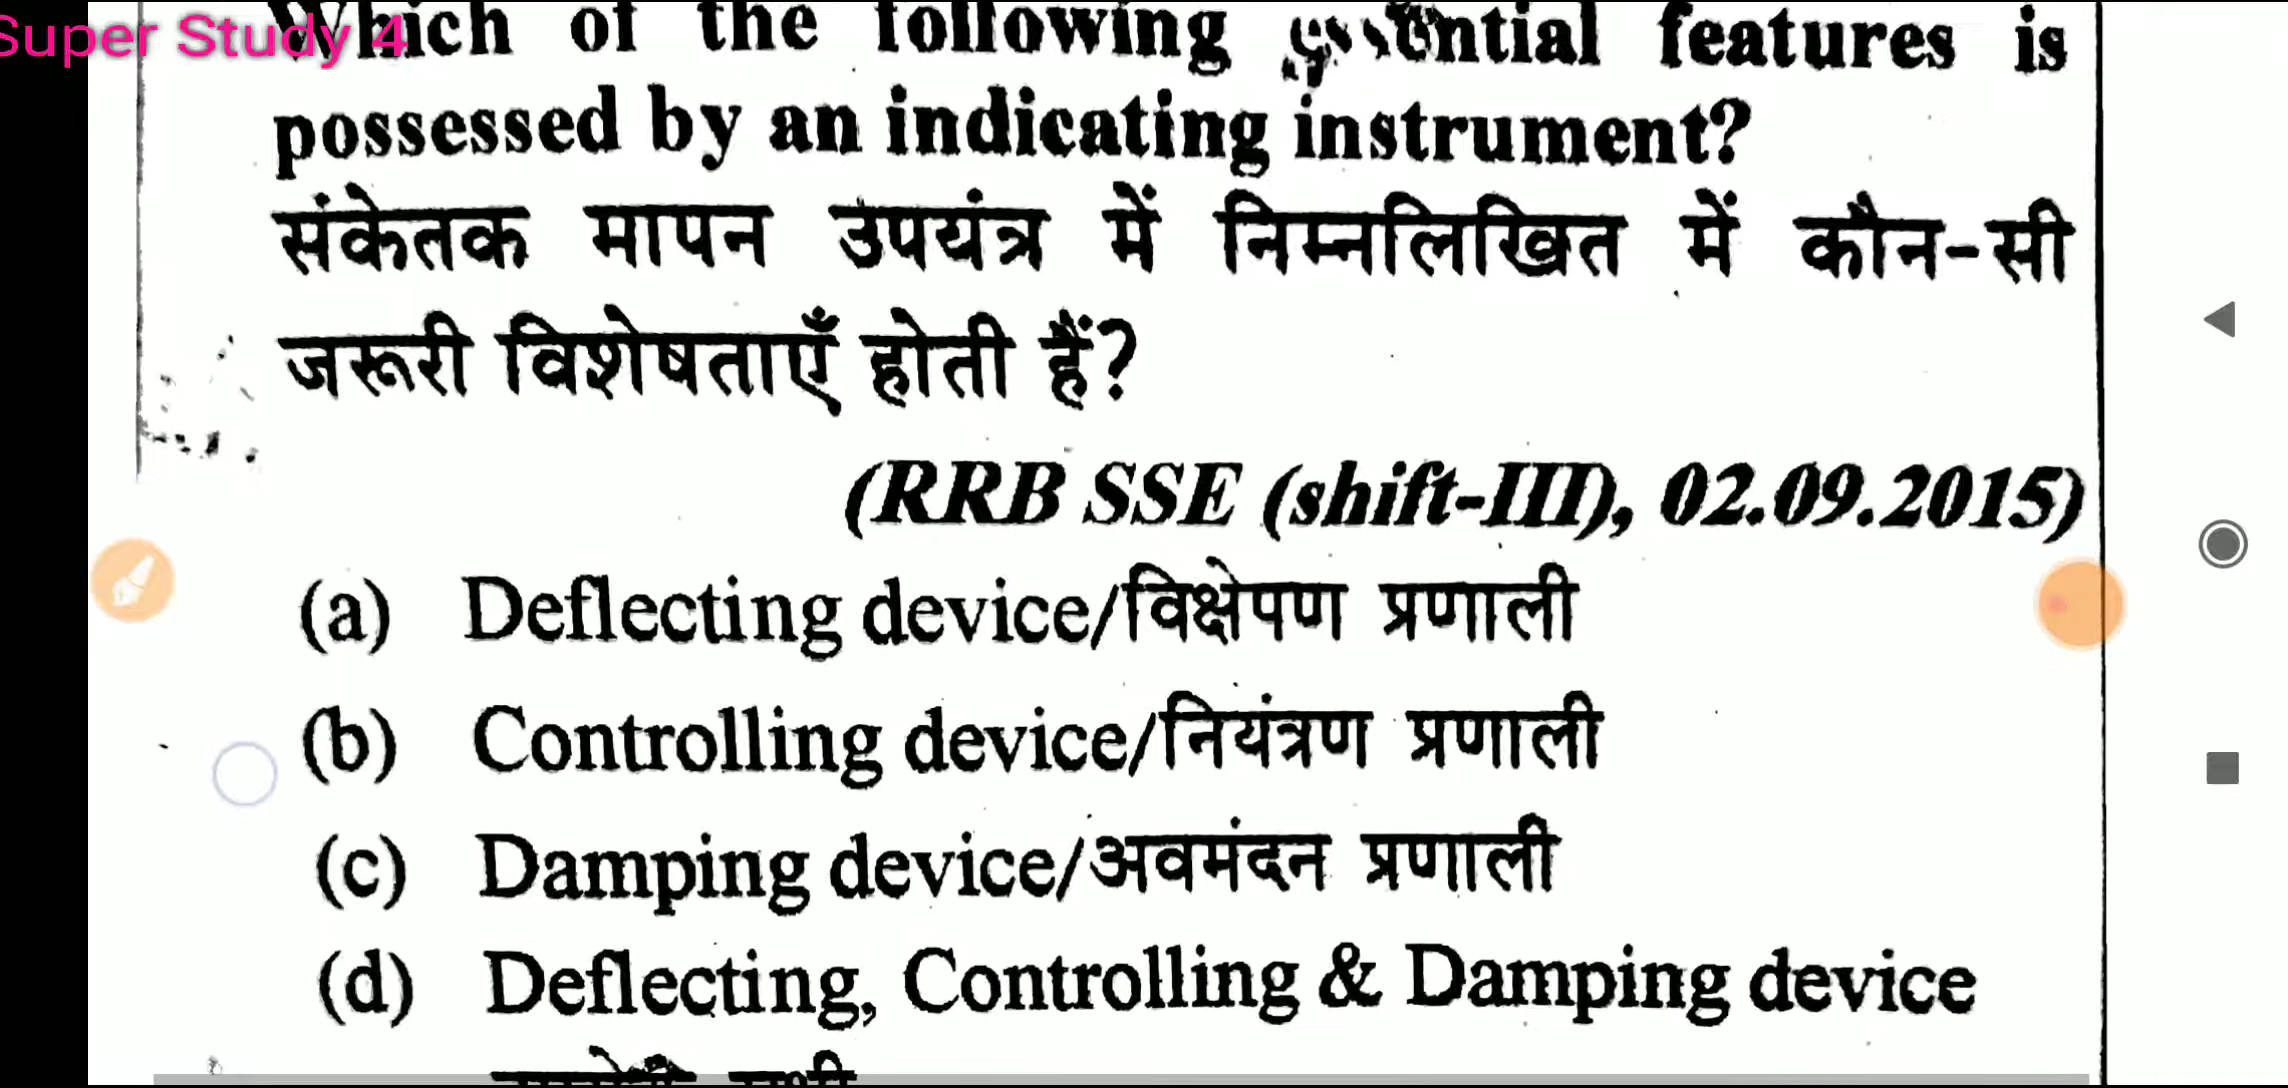 Super Study 4
Which of the following essential features is
possessed by an indicating instrument?
संकेतक मापन उपयंत्र में निम्नलिखित में कौन-सी
जरूरी विशेषताएँ होती हैं?
(RRB SSE (shift-III), 02.09.2015)
(a) Deflecting device/विक्षेपण प्रणाली
(b) Controlling device/नियंत्रण प्रणाली
(c) Damping device/अवमंदन प्रणाली
(d) Deflecting, Controlling & Damping device